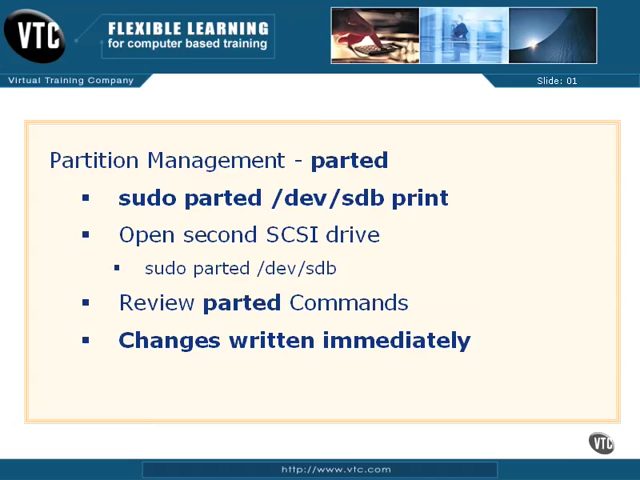 VTC
FLEXIBLE LEARNING
for computer based training
Virtual Training Company
Slide: 01
Partition Management - parted
▪ sudo parted /dev/sdb print
▪ Open second SCSI drive
▪ sudo parted /dev/sdb
▪ Review parted Commands
▪ Changes written immediately
VTC
http://www.vtc.com